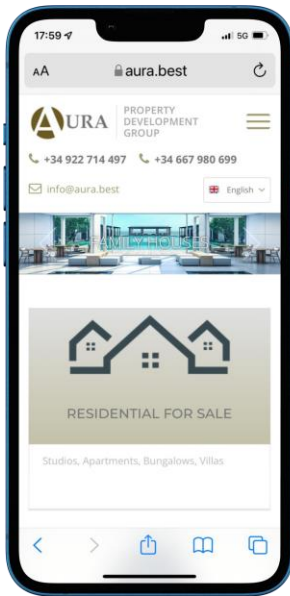 17:59
5G
AA
aura.best
AURA
PROPERTY
DEVELOPMENT
GROUP
+34 922 714 497
+34 667 980 699
info@aura.best
English
FAMILY HOUSES
RESIDENTIAL FOR SALE
Studios, Apartments, Bungalows, Villas